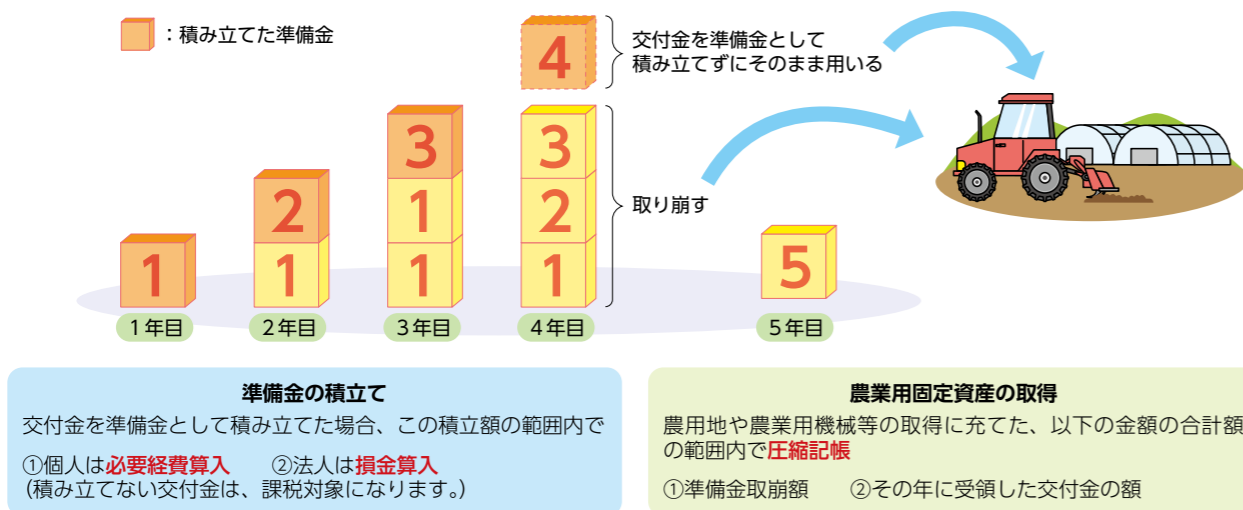 ：積み立てた準備金
交付金を準備金として
積み立てずにそのまま用いる
4
3
3
2
1
2
取り崩す
1
1
1
1
1
5
1年目
2年目
3年目
4年目
5年目
準備金の積立て
交付金を準備金として積み立てた場合、この積立額の範囲内で
①個人は必要経費算入 ②法人は損金算入
(積み立てない交付金は、課税対象になります。)
農業用固定資産の取得
農用地や農業用機械等の取得に充てた、以下の金額の合計額
の範囲内で圧縮記帳
①準備金取崩額 ②その年に受領した交付金の額